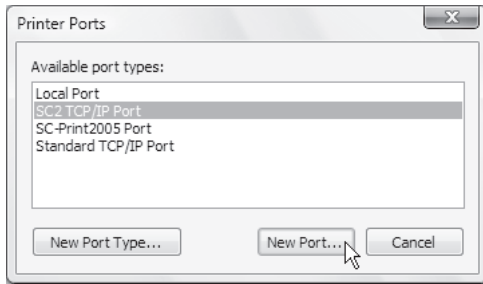 Printer Ports
Available port types:
Local Port
SC2 TCP/IP Port
SC-Print2005 Port
Standard TCP/IP Port
New Port Type... New Port... Cancel